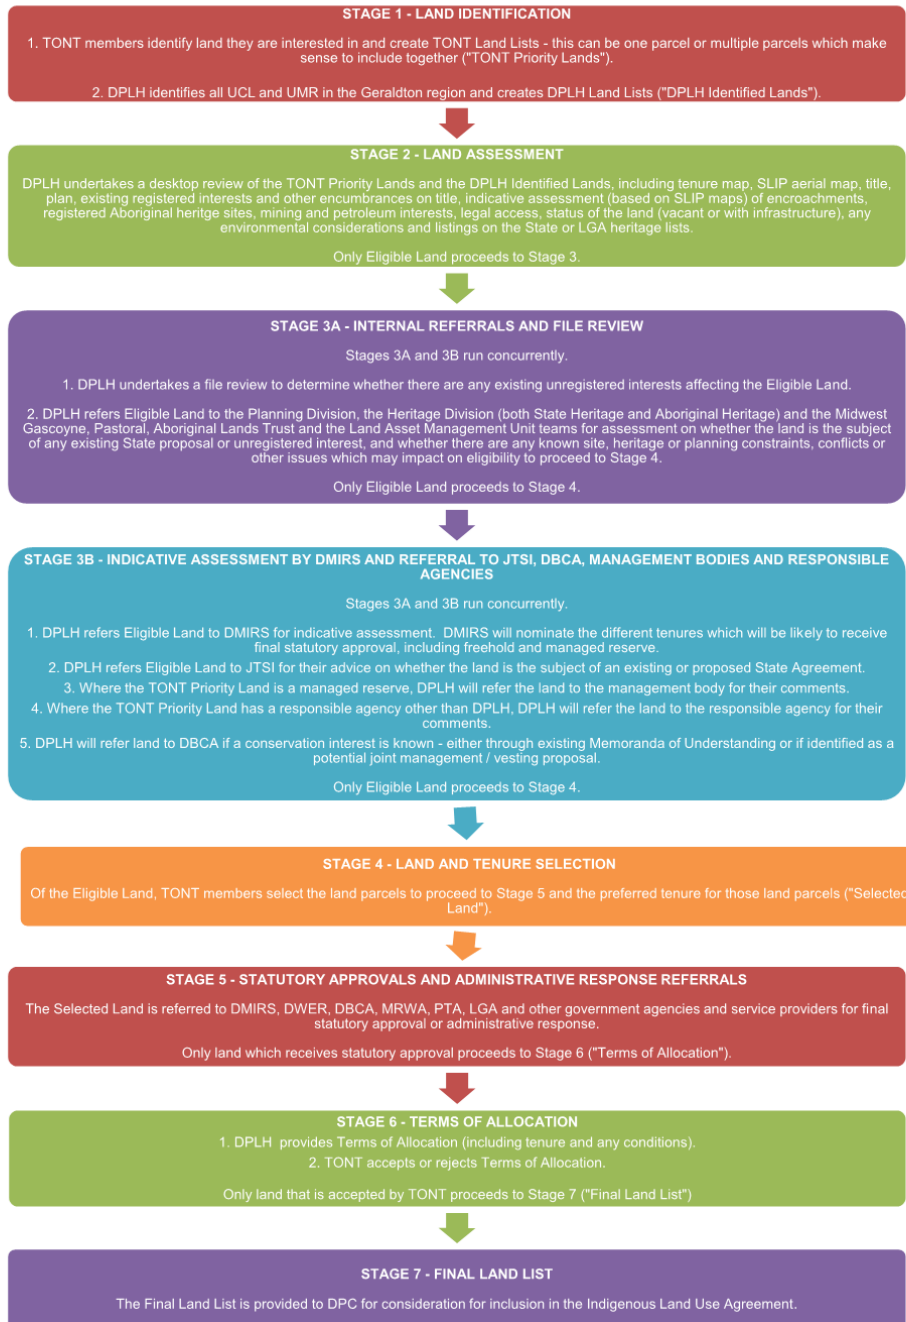 STAGE 1 - LAND IDENTIFICATION
1. TONT members identify land they are interested in and create TONT Land Lists - this can be one parcel or multiple parcels which make
sense to include together ("TONT Priority Lands").
2. DPLH identifies all UCL and UMR in the Geraldton region and creates DPLH Land Lists ("DPLH Identified Lands").
STAGE 2 - LAND ASSESSMENT
DPLH undertakes a desktop review of the TONT Priority Lands and the DPLH Identified Lands, including tenure map, SLIP aerial map, title,
plan, existing registered interests and other encumbrances on title, indicative assessment (based on SLIP maps) of encroachments,
registered Aboriginal heritge sites, mining and petroleum interests, legal access, status of the land (vacant or with infrastructure), any
environmental considerations and listings on the State or LGA heritage lists.
Only Eligible Land proceeds to Stage 3.
STAGE 3A - INTERNAL REFERRALS AND FILE REVIEW
Stages 3A and 3B run concurrently.
1. DPLH undertakes a file review to determine whether there are any existing unregistered interests affecting the Eligible Land.
2. DPLH refers Eligible Land to the Planning Division, the Heritage Division (both State Heritage and Aboriginal Heritage) and the Midwest
Gascoyne, Pastoral, Aboriginal Lands Trust and the Land Asset Management Unit teams for assessment on whether the land is the subject
of any existing State proposal or unregistered interest, and whether there are any known site, heritage or planning constraints, conflicts or
other issues which may impact on eligibility to proceed to Stage 4.
Only Eligible Land proceeds to Stage 4.
STAGE 3B - INDICATIVE ASSESSMENT BY DMIRS AND REFERRAL TO JTSI, DBCA, MANAGEMENT BODIES AND RESPONSIBLE
AGENCIES
Stages 3A and 3B run concurrently.
1. DPLH refers Eligible Land to DMIRS for indicative assessment. DMIRS will nominate the different tenures which will be likely to receive
final statutory approval, including freehold and managed reserve.
2. DPLH refers Eligible Land to JTSI for their advice on whether the land is the subject of an existing or proposed State Agreement.
3. Where the TONT Priority Land is a managed reserve, DPLH will refer the land to the management body for their comments.
4. Where the TONT Priority Land has a responsible agency other than DPLH, DPLH will refer the land to the responsible agency for their
comments.
5. DPLH will refer land to DBCA if a conservation interest is known - either through existing Memoranda of Understanding or if identified as a
potential joint management / vesting proposal.
Only Eligible Land proceeds to Stage 4.
STAGE 4 - LAND AND TENURE SELECTION
Of the Eligible Land, TONT members select the land parcels to proceed to Stage 5 and the preferred tenure for those land parcels ("Selected
Land").
STAGE 5 - STATUTORY APPROVALS AND ADMINISTRATIVE RESPONSE REFERRALS
The Selected Land is referred to DMIRS, DWER, DBCA, MRWA, PTA, LGA and other government agencies and service providers for final
statutory approval or administrative response.
Only land which receives statutory approval proceeds to Stage 6 ("Terms of Allocation").
STAGE 6 - TERMS OF ALLOCATION
1. DPLH provides Terms of Allocation (including tenure and any conditions).
2. TONT accepts or rejects Terms of Allocation.
Only land that is accepted by TONT proceeds to Stage 7 ("Final Land List")
STAGE 7 - FINAL LAND LIST
The Final Land List is provided to DPC for consideration for inclusion in the Indigenous Land Use Agreement.